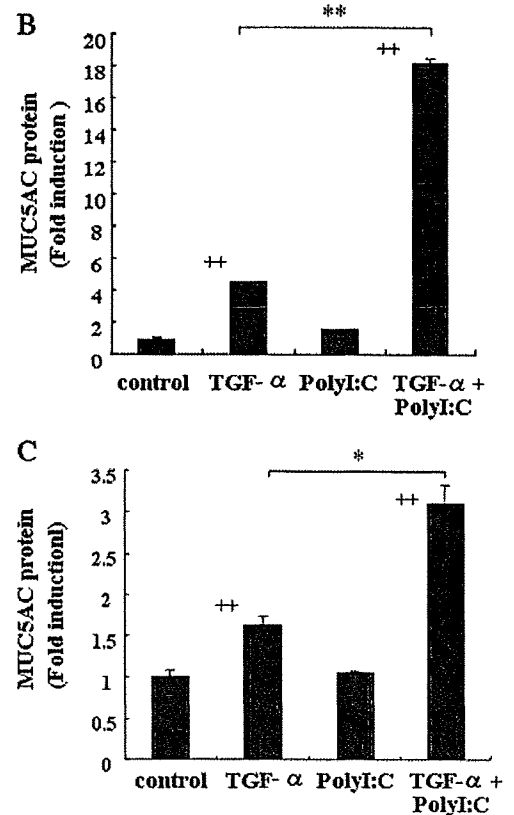 B
**
++
20
18
16
14
12
10
8
6
4
2
0
MUC5AC protein
(Fold induction )
++
control TGF- α PolyI:C TGF-α +
PolyI:C
C
*
++
3.5
3
2.5
2
1.5
1
0.5
0
MUC5AC protein
(Fold inductionl)
++
control TGF- α PolyI:C TGF-α +
PolyI:C